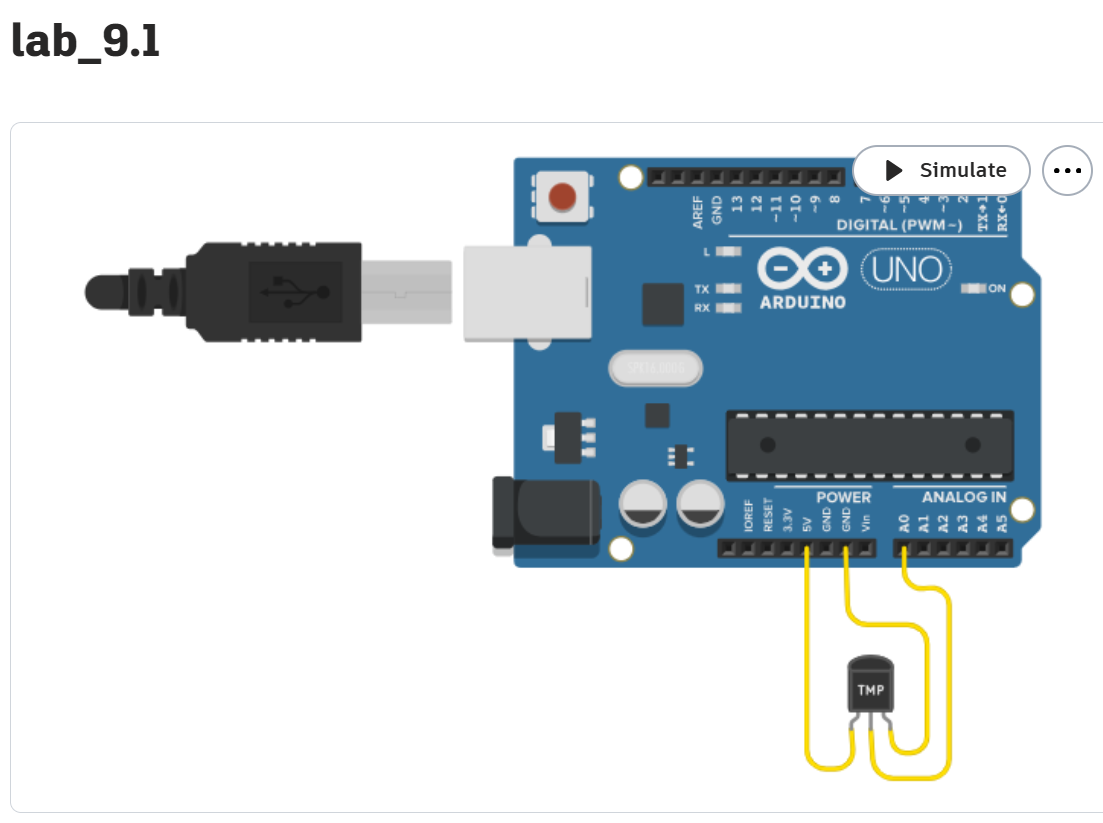 lab_9.1
Simulate
AREF
GND
13
12
~11
~10
~9
8
7
~6
~5
4
~3
2
TX→1
RX←0
DIGITAL (PWM~)
L
TX
RX
ARDUINO
UNO
ON
POWER
ANALOG IN
IOREF
RESET
3.3V
5V
GND
GND
Vin
A0
A1
A2
A3
A4
A5
TMP